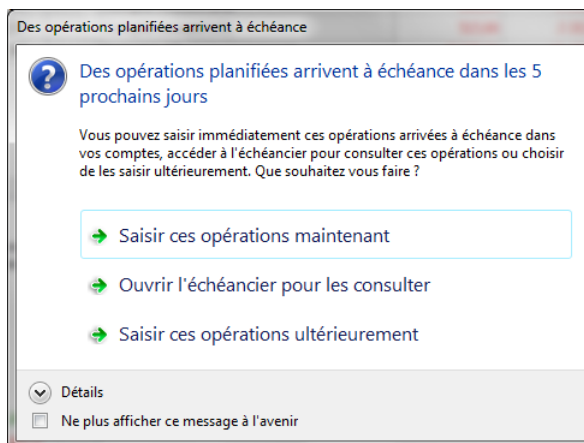 Des opérations planifiées arrivent à échéance
Des opérations planifiées arrivent à échéance dans les 5
prochains jours
Vous pouvez saisir immédiatement ces opérations arrivées à échéance dans
vos comptes, accéder à l'échéancier pour consulter ces opérations ou choisir
de les saisir ultérieurement. Que souhaitez vous faire ?
Saisir ces opérations maintenant
Ouvrir l'échéancier pour les consulter
Saisir ces opérations ultérieurement
Détails
Ne plus afficher ce message à l'avenir